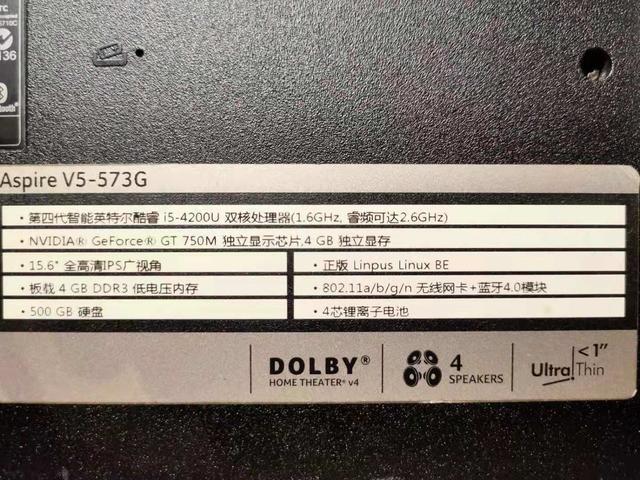 136
Aspire V5-573G
• 第四代智能英特尔酷睿 i5-4200U 双核处理器(1.6GHz, 睿频可达2.6GHz)
• NVIDIA® GeForce® GT 750M 独立显示芯片,4 GB 独立显存
• 15.6" 全高清IPS广视角
• 正版 Linpus Linux BE
• 板载 4 GB DDR3 低电压内存
• 802.11a/b/g/n 无线网卡+蓝牙4.0模块
• 500 GB 硬盘
• 4芯锂离子电池
DOLBY®
HOME THEATER® v4
4
SPEAKERS
Ultra Thin
< 1"